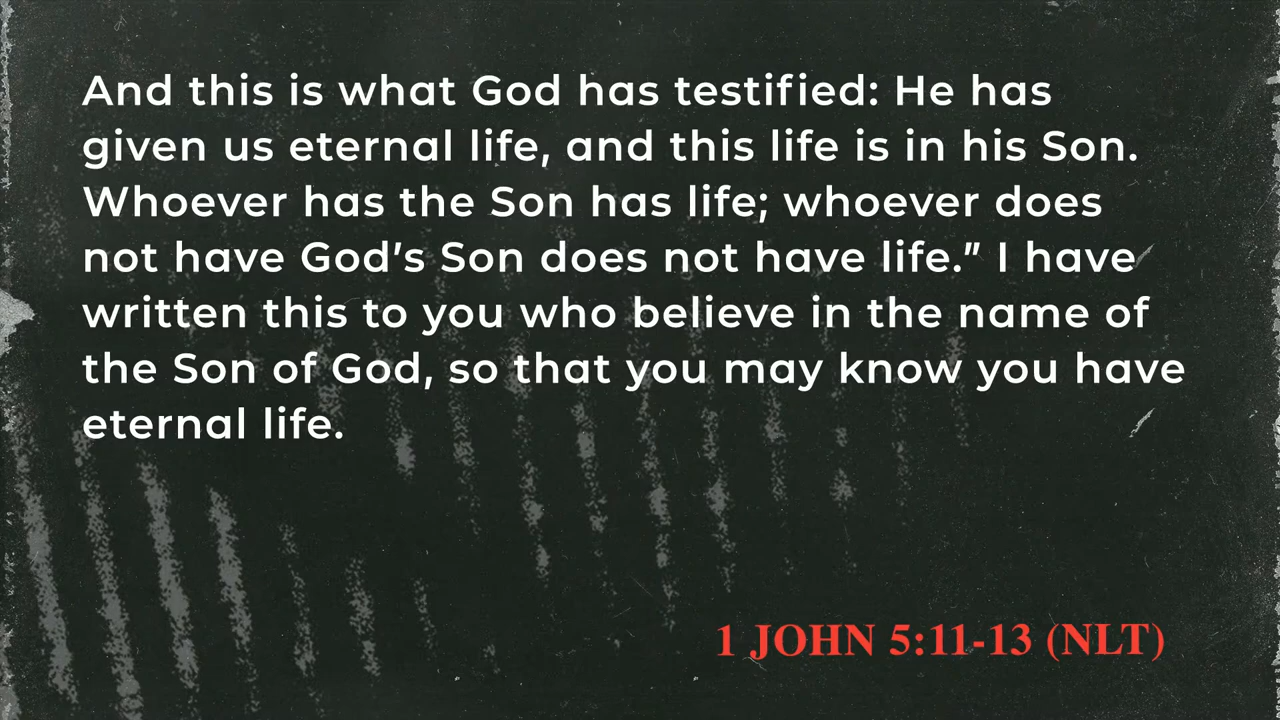 And this is what God has testified: He has
given us eternal life, and this life is in his Son.
Whoever has the Son has life; whoever does
not have God's Son does not have life.” I have
written this to you who believe in the name of
the Son of God, so that you may know you have
eternal life.
1 JOHN 5:11-13 (NLT)